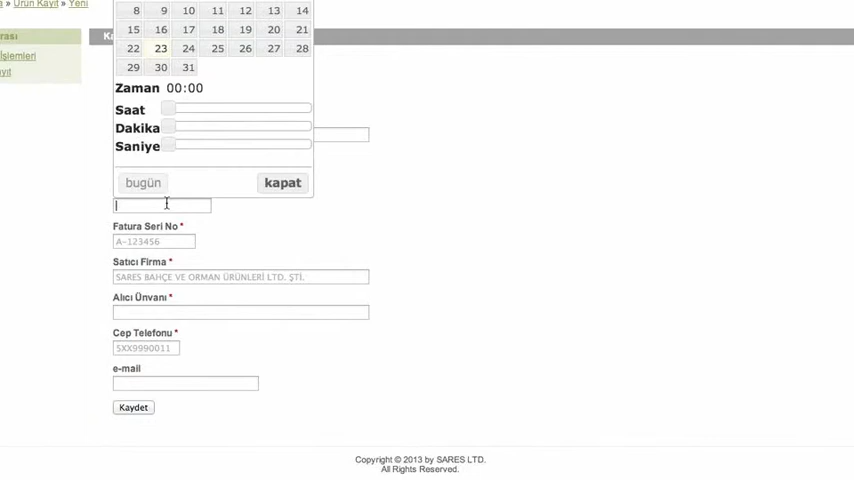 » Ürün Kayıt » Yeni
8 9 10 11 12 13 14
15 16 17 18 19 20 21
22 23 24 25 26 27 28
29 30 31
Zaman 00:00
Saat
Dakika
Saniye
bugün kapat
Fatura Seri No *
A-123456
Satıcı Firma *
SARES BAHÇE VE ORMAN ÜRÜNLERİ LTD. ŞTİ.
Alıcı Ünvanı *
Cep Telefonu *
5XX9990011
e-mail
Kaydet
İşlemleri
Copyright © 2013 by SARES LTD.
All Rights Reserved.